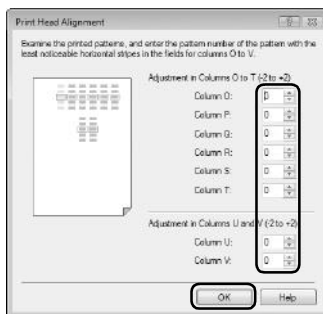 Print Head Alignment
Examine the printed patterns, and enter the pattern number of the pattern with the
least noticeable horizontal stripes in the fields for columns O to V.
Adjustment in Columns O to T (-2 to +2)
Column O: 0
Column P: 0
Column Q: 0
Column R: 0
Column S: 0
Column T: 0
Adjustment in Columns U and V (-2 to +2)
Column U: 0
Column V: 0
OK Help